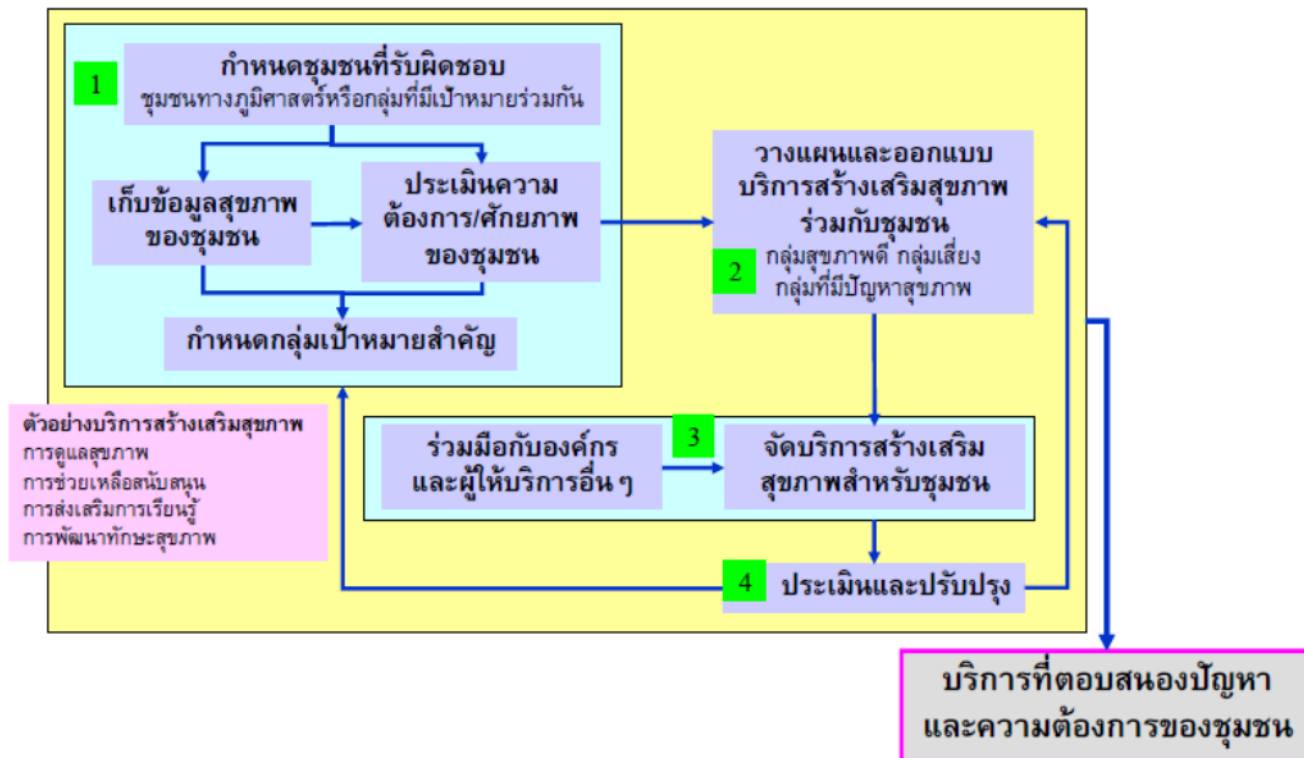 1
กำหนดชุมชนที่รับผิดชอบ
ชุมชนทางภูมิศาสตร์หรือกลุ่มที่มีเป้าหมายร่วมกัน
เก็บข้อมูลสุขภาพ
ของชุมชน
ประเมินความ
ต้องการ/ศักยภาพ
ของชุมชน
กำหนดกลุ่มเป้าหมายสำคัญ
วางแผนและออกแบบ
บริการสร้างเสริมสุขภาพ
ร่วมกับชุมชน
2
กลุ่มสุขภาพดี กลุ่มเสี่ยง
กลุ่มที่มีปัญหาสุขภาพ
ตัวอย่างบริการสร้างเสริมสุขภาพ
การดูแลสุขภาพ
การช่วยเหลือสนับสนุน
การส่งเสริมการเรียนรู้
การพัฒนาทักษะสุขภาพ
ร่วมมือกับองค์กร
และผู้ให้บริการอื่น ๆ
3
จัดบริการสร้างเสริม
สุขภาพสำหรับชุมชน
4
ประเมินและปรับปรุง
บริการที่ตอบสนองปัญหา
และความต้องการของชุมชน